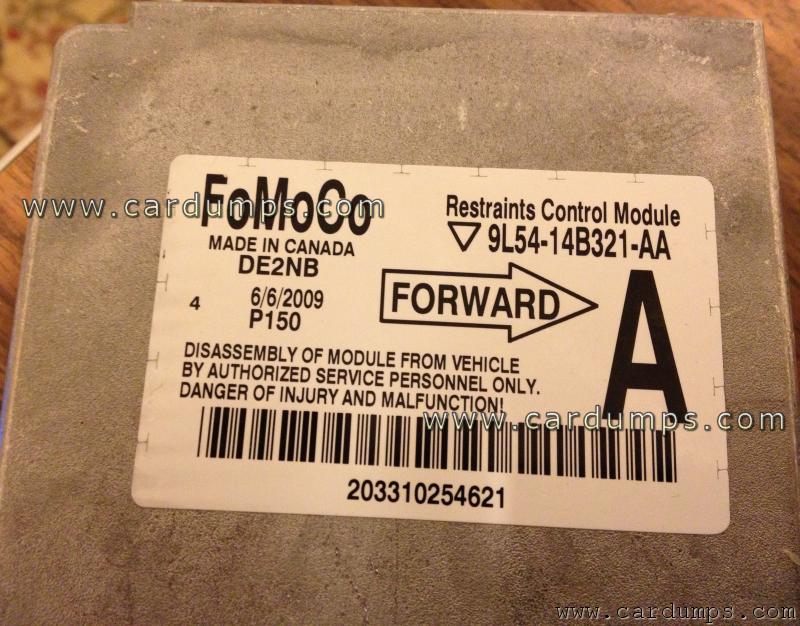 FoMoCo
MADE IN CANADA
DE2NB
4 6/6/2009
P150
Restraints Control Module
9L54-14B321-AA
FORWARD
A
DISASSEMBLY OF MODULE FROM VEHICLE
BY AUTHORIZED SERVICE PERSONNEL ONLY.
DANGER OF INJURY AND MALFUNCTION!
203310254621
www.cardumps.com
www.cardumps.com
www.cardumps.com